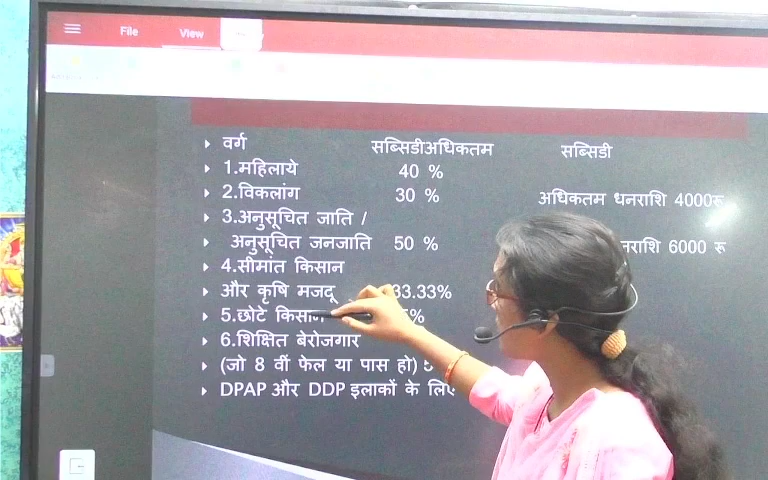 File View
वर्ग सब्सिडीअधिकतम सब्सिडी
1.महिलाये 40 %
2.विकलांग 30 % अधिकतम धनराशि 4000रू
3.अनुसूचित जाति /
अनुसूचित जनजाति 50 % 6000 रू
4.सीमांत किसान
और कृषि मजदू 33.33%
5.छोटे किसान %
6.शिक्षित बेरोजगार
(जो 8 वीं फेल या पास हो)
DPAP और DDP इलाकों के लिए